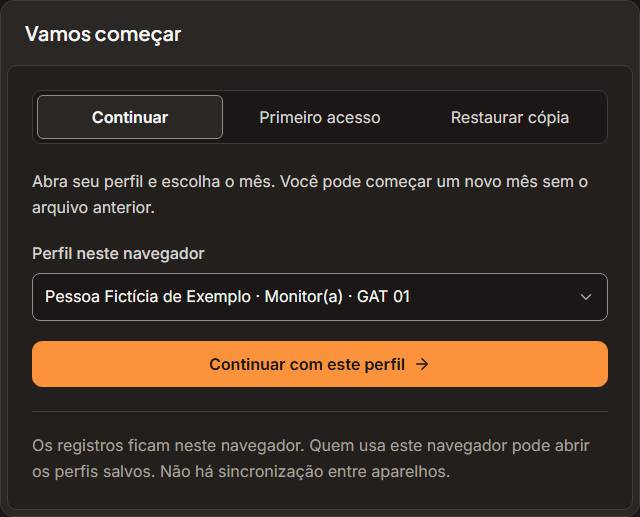 Vamos começar
Continuar
Primeiro acesso
Restaurar cópia
Abra seu perfil e escolha o mês. Você pode começar um novo mês sem o
arquivo anterior.
Perfil neste navegador
Pessoa Fictícia de Exemplo · Monitor(a) · GAT 01
Continuar com este perfil →
Os registros ficam neste navegador. Quem usa este navegador pode abrir
os perfis salvos. Não há sincronização entre aparelhos.